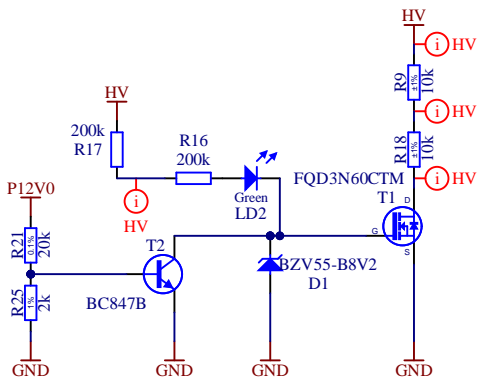 HV
i HV
R9
±1%
10k
HV
200k
R17
R16
200k
i HV
R18
±1%
10k
Green
LD2
i
HV
FQD3N60CTM
i HV
T1
D
G
S
P12V0
R21
0.1%
20k
T2
BC847B
BZV55-B8V2
D1
R25
1%
2k
GND
GND
GND
GND